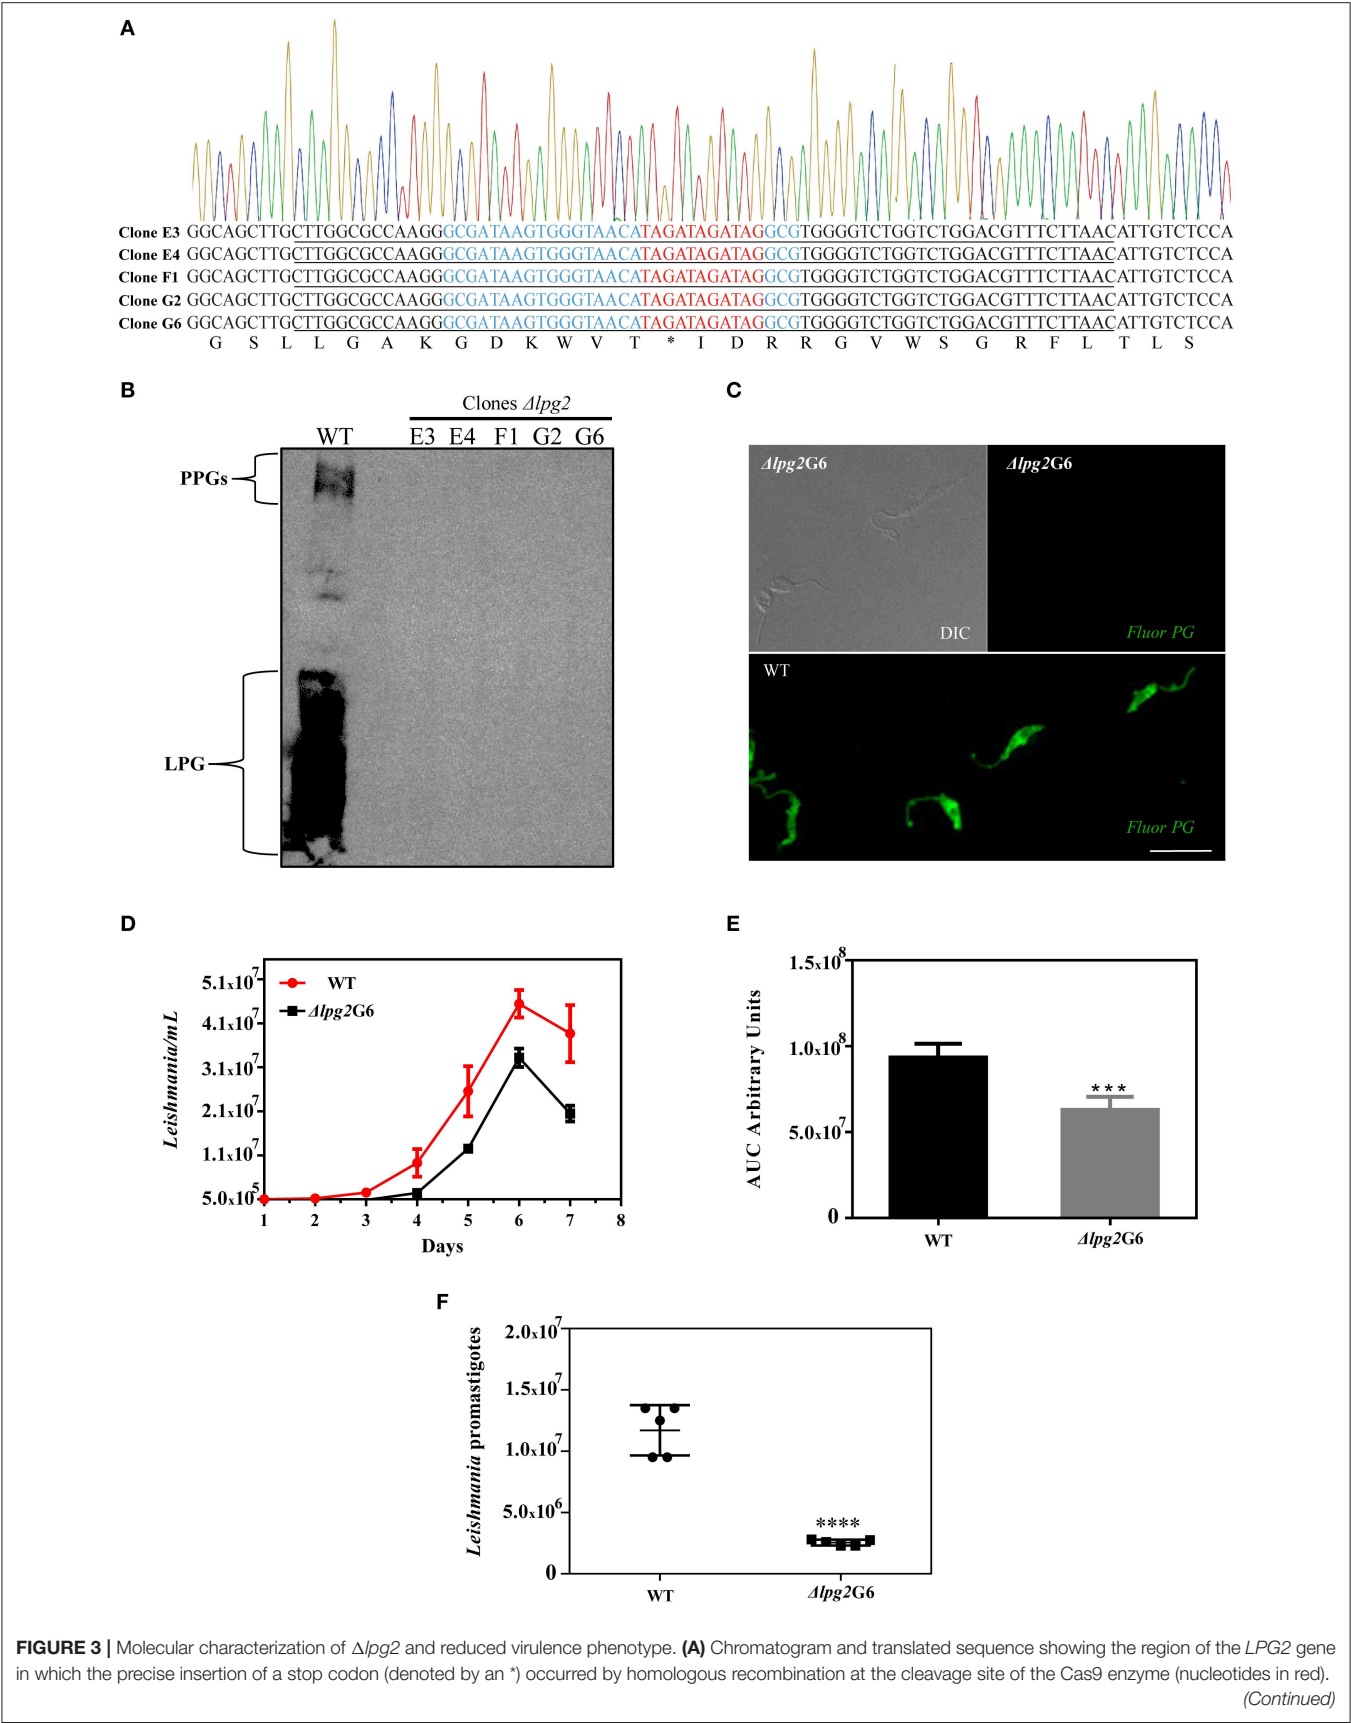 A
Clone E3 GGCAGCTTGCTTGGCGCCAAGGGCGATAAGTGGGTAACATAGATAGATAGGCGTGGGGTCTGGTCTGGACGTTTCTTAACATTGTCTCCA
Clone E4 GGCAGCTTGCTTGGCGCCAAGGGCGATAAGTGGGTAACATAGATAGATAGGCGTGGGGTCTGGTCTGGACGTTTCTTAACATTGTCTCCA
Clone F1 GGCAGCTTGCTTGGCGCCAAGGGCGATAAGTGGGTAACATAGATAGATAGGCGTGGGGTCTGGTCTGGACGTTTCTTAACATTGTCTCCA
Clone G2 GGCAGCTTGCTTGGCGCCAAGGGCGATAAGTGGGTAACATAGATAGATAGGCGTGGGGTCTGGTCTGGACGTTTCTTAACATTGTCTCCA
Clone G6 GGCAGCTTGCTTGGCGCCAAGGGCGATAAGTGGGTAACATAGATAGATAGGCGTGGGGTCTGGTCTGGACGTTTCTTAACATTGTCTCCA
G S L L G A K G D K W V T * I D R R G V W S G R F L T L S
B
Clones Δlpg2
WT E3 E4 F1 G2 G6
PPGs
LPG
C
Δlpg2G6
DIC
Δlpg2G6
Fluor PG
WT
Fluor PG
D
Leishmania/mL
5.1x10⁷
4.1x10⁷
3.1x10⁷
2.1x10⁷
1.1x10⁷
5.0x10⁵
WT
Δlpg2G6
1 2 3 4 5 6 7 8
Days
E
AUC Arbitrary Units
1.5x10⁸
1.0x10⁸
5.0x10⁷
0
***
WT Δlpg2G6
F
Leishmania promastigotes
2.0x10⁷
1.5x10⁷
1.0x10⁷
5.0x10⁶
0
****
WT Δlpg2G6
FIGURE 3 | Molecular characterization of Δlpg2 and reduced virulence phenotype. (A) Chromatogram and translated sequence showing the region of the LPG2 gene
in which the precise insertion of a stop codon (denoted by an *) occurred by homologous recombination at the cleavage site of the Cas9 enzyme (nucleotides in red).
(Continued)